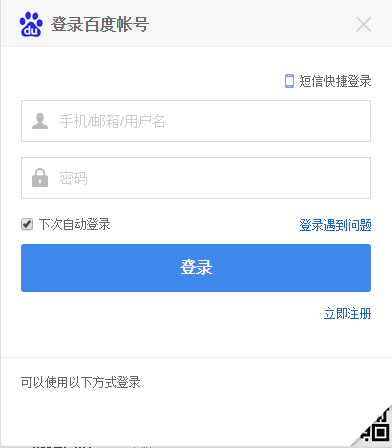 du 登录百度帐号
短信快捷登录
手机/邮箱/用户名
密码
下次自动登录 登录遇到问题
登录
立即注册
可以使用以下方式登录